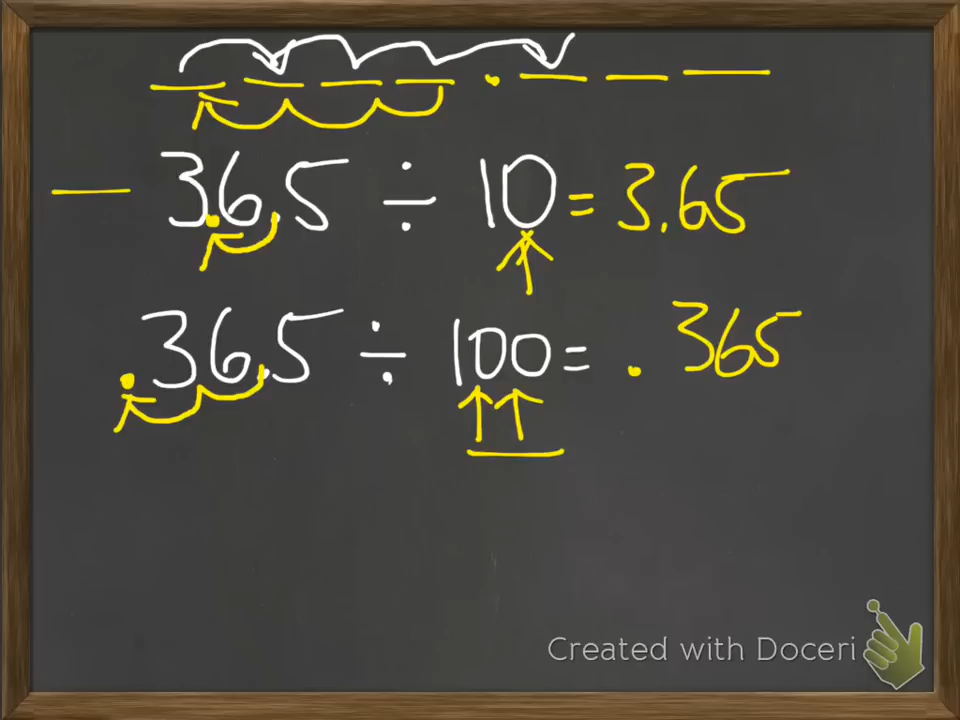 36.5 ÷ 10 = 3.65
36.5 ÷ 100 = .365
Created with Doceri